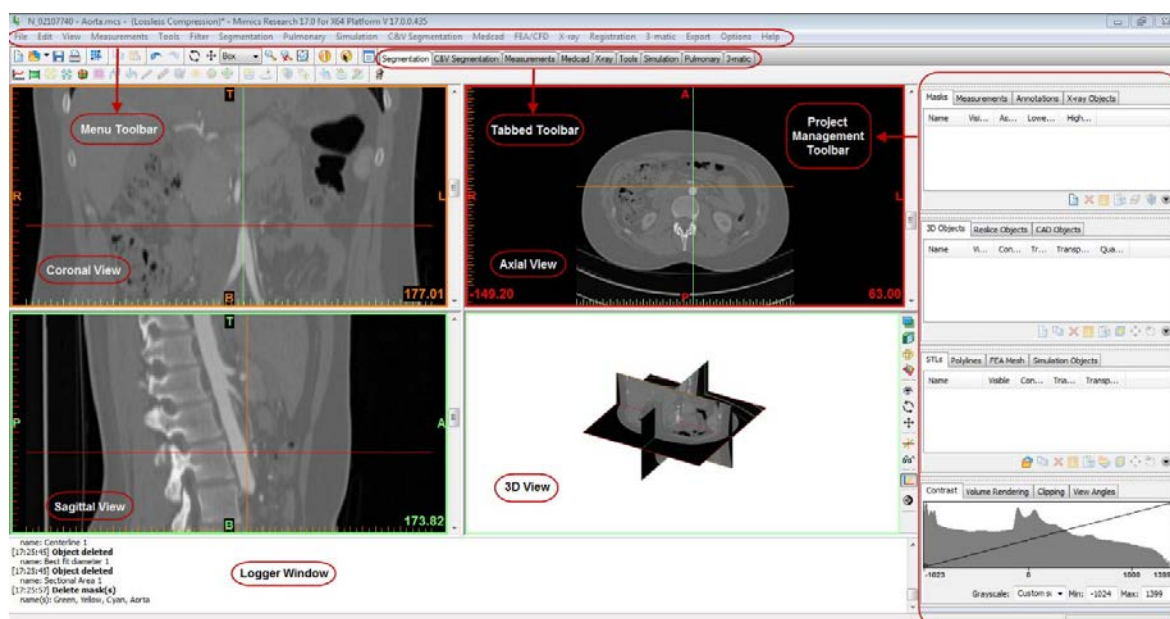 N_02107740 - Aorta.mcs - (Lossless Compression)* - Mimics Research 17.0 for X64 Platform V 17.0.0.435
File Edit View Measurements Tools Filter Segmentation Pulmonary Simulation C&V Segmentation Medcad FEA/CFD X-ray Registration 3-matic Export Options Help
Box
Segmentation C&V Segmentation Measurements Medcad X-ray Tools Simulation Pulmonary 3-matic
T
Menu Toolbar
R
L
Coronal View
B
177.01
A
Tabbed Toolbar
Project
Management
Toolbar
R
L
Axial View
-149.20
P
63.00
T
P
A
Sagittal View
B
173.82
3D View
Masks Measurements Annotations X-ray Objects
Name Visi... As... Lowe... High...
3D Objects Reslice Objects CAD Objects
Name Vi... Con... Tr... Transp... Qua...
STLs Polylines FEA Mesh Simulation Objects
Name Visible Con... Tria... Transp...
Contrast Volume Rendering Clipping View Angles
-1023 0 1000 1399
Grayscale: Custom sc Min: -1024 Max: 1399
name: Centerline 1
[17:25:45] Object deleted
name: Best fit diameter 1
[17:25:45] Object deleted
name: Sectional Area 1
[17:25:57] Delete mask(s)
name(s): Green, Yellow, Cyan, Aorta
Logger Window